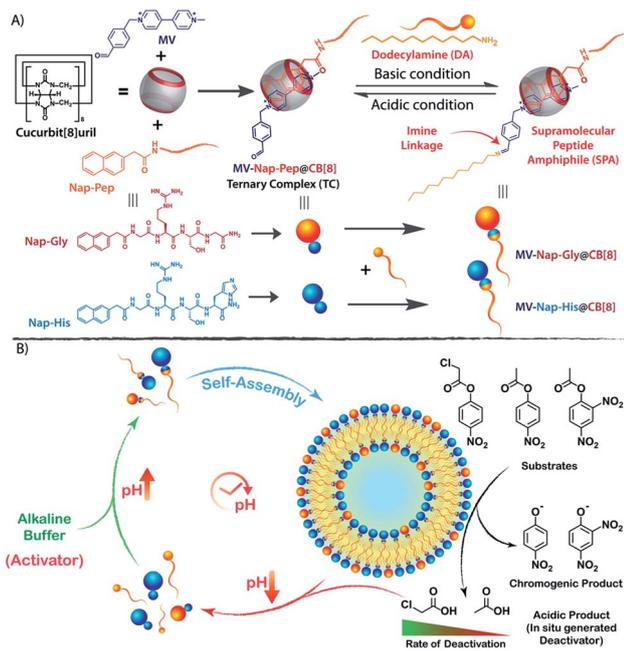 A)
MV
+
Cucurbit[8]uril
=
+
Nap-Pep
MV-Nap-Pep@CB[8]
Ternary Complex (TC)
Dodecylamine (DA)
NH2
Basic condition
Acidic condition
Imine
Linkage
Supramolecular
Peptide
Amphiphile (SPA)
Nap-Gly
Nap-His
+
MV-Nap-Gly@CB[8]
MV-Nap-His@CB[8]
B)
Self-Assembly
pH
pH
Alkaline
Buffer
(Activator)
pH
Substrates
Chromogenic Product
Acidic Product
(In situ generated
Deactivator)
Rate of Deactivation